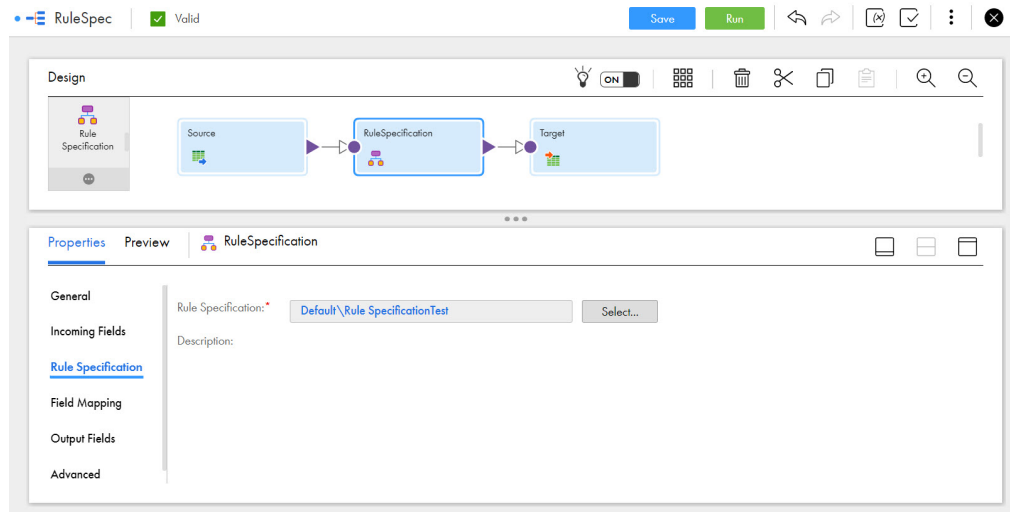 RuleSpec
Valid
Save
Run
Design
ON
Rule
Specification
Source
RuleSpecification
Target
Properties
Preview
RuleSpecification
General
Incoming Fields
Rule Specification
Field Mapping
Output Fields
Advanced
Rule Specification:*
Default\Rule SpecificationTest
Select...
Description: